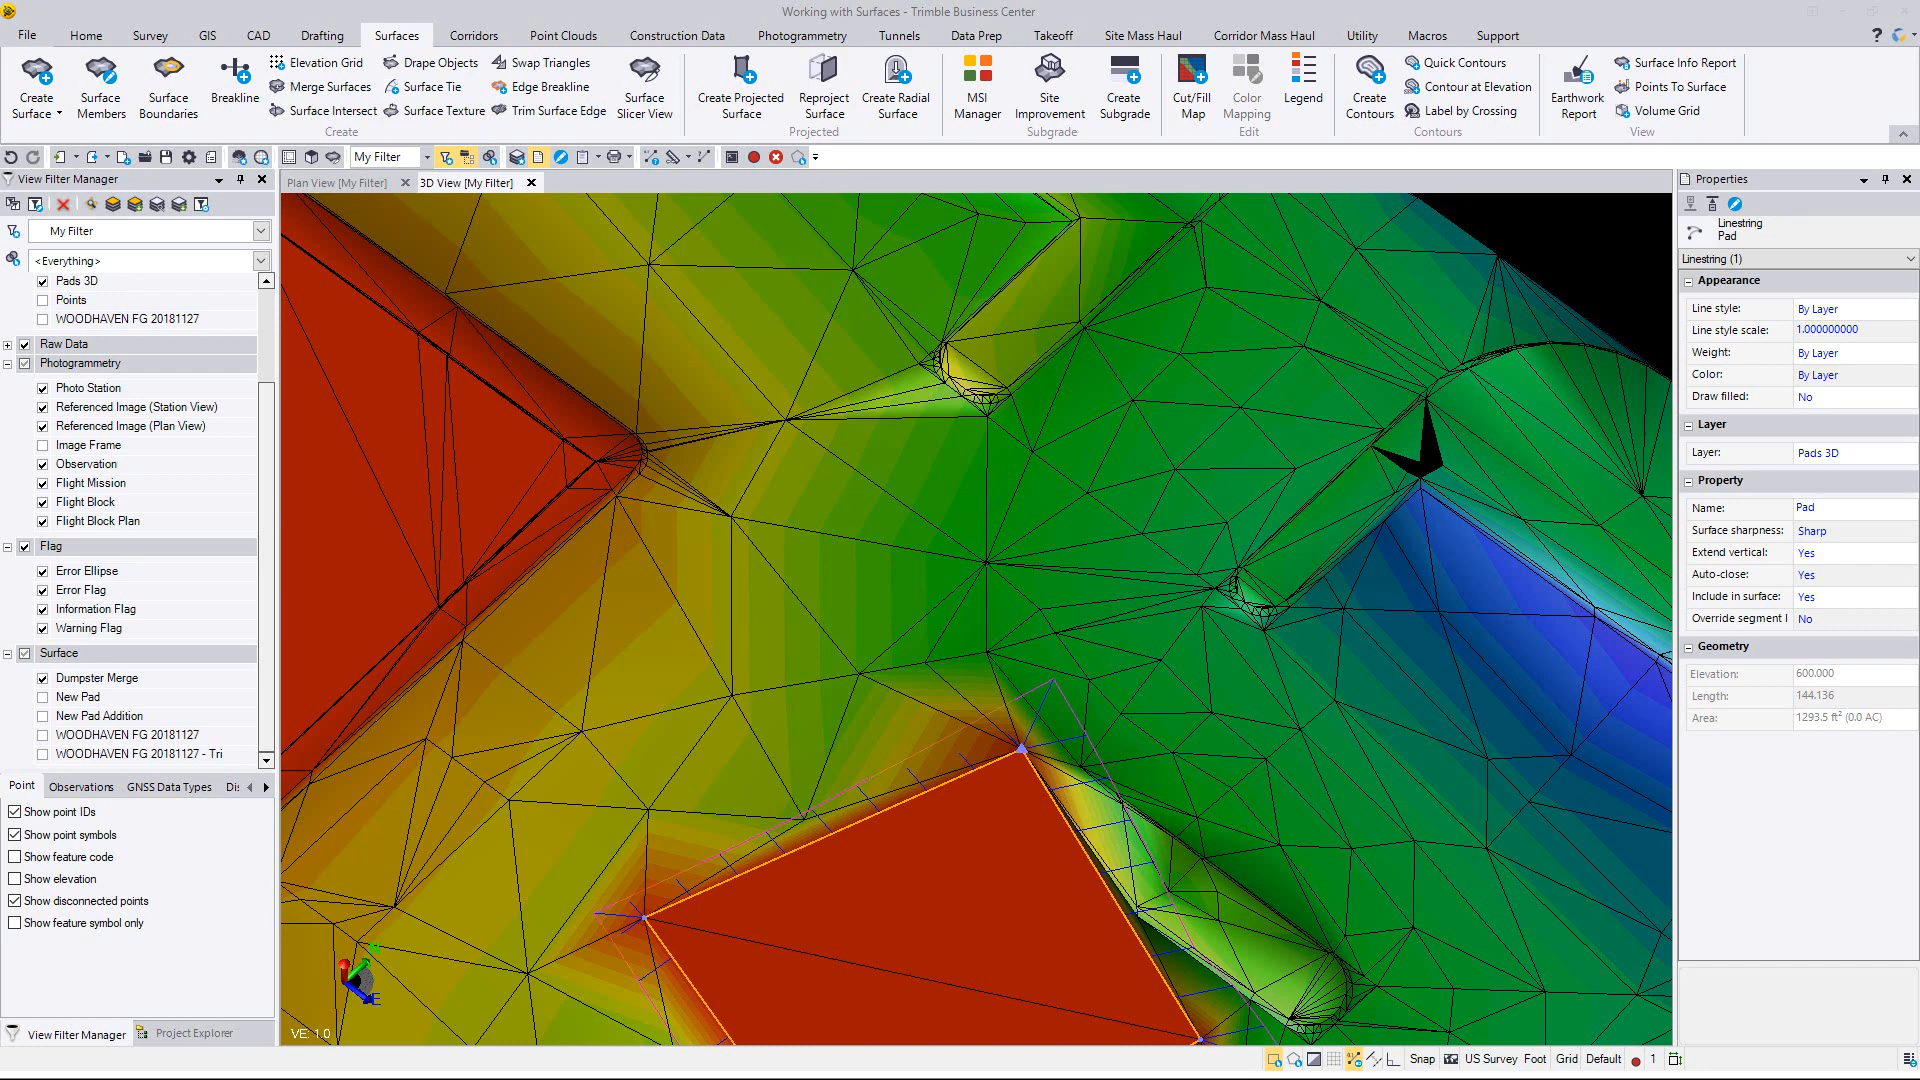 Working with Surfaces - Trimble Business Center
File Home Survey GIS CAD Drafting Surfaces Corridors Point Clouds Construction Data Photogrammetry Tunnels Data Prep Takeoff Site Mass Haul Corridor Mass Haul Utility Macros Support
Create Surface
Surface Members
Surface Boundaries
Breakline
Elevation Grid
Merge Surfaces
Surface Intersect
Drape Objects
Surface Tie
Surface Texture
Swap Triangles
Edge Breakline
Trim Surface Edge
Surface Slicer View
Create
Create Projected Surface
Reproject Surface
Create Radial Surface
Projected
MSI Manager
Site Improvement
Create Subgrade
Subgrade
Cut/Fill Map
Color Mapping
Legend
Edit
Create Contours
Quick Contours
Contour at Elevation
Label by Crossing
Contours
Earthwork Report
Surface Info Report
Points To Surface
Volume Grid
View
My Filter
View Filter Manager
My Filter
<Everything>
Pads 3D
Points
WOODHAVEN FG 20181127
Raw Data
Photogrammetry
Photo Station
Referenced Image (Station View)
Referenced Image (Plan View)
Image Frame
Observation
Flight Mission
Flight Block
Flight Block Plan
Flag
Error Ellipse
Error Flag
Information Flag
Warning Flag
Surface
Dumpster Merge
New Pad
New Pad Addition
WOODHAVEN FG 20181127
WOODHAVEN FG 20181127 - Tri
Point Observations GNSS Data Types Di
Show point IDs
Show point symbols
Show feature code
Show elevation
Show disconnected points
Show feature symbol only
View Filter Manager Project Explorer
Plan View [My Filter] 3D View [My Filter]
N
E
VE: 1.0
Properties
Linestring
Pad
Linestring (1)
Appearance
Line style: By Layer
Line style scale: 1.000000000
Weight: By Layer
Color: By Layer
Draw filled: No
Layer
Layer: Pads 3D
Property
Name: Pad
Surface sharpness: Sharp
Extend vertical: Yes
Auto-close: Yes
Include in surface: Yes
Override segment l No
Geometry
Elevation: 600.000
Length: 144.136
Area: 1293.5 ft² (0.0 AC)
Snap US Survey Foot Grid Default 1